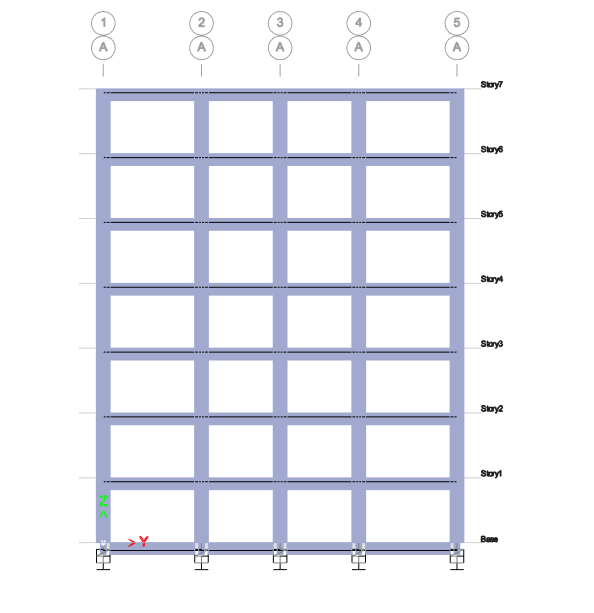 1 2 3 4 5
A A A A A
Story7
Story6
Story5
Story4
Story3
Story2
Story1
Z
Y
Base